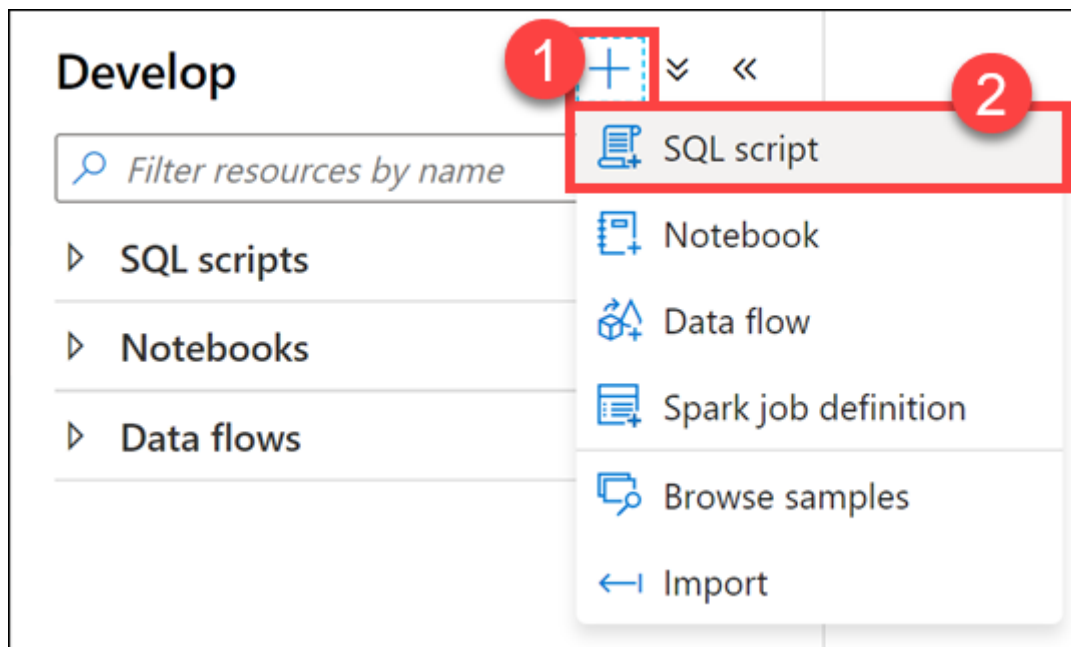 Develop
1
2
Filter resources by name
SQL scripts
Notebooks
Data flows
SQL script
Notebook
Data flow
Spark job definition
Browse samples
Import